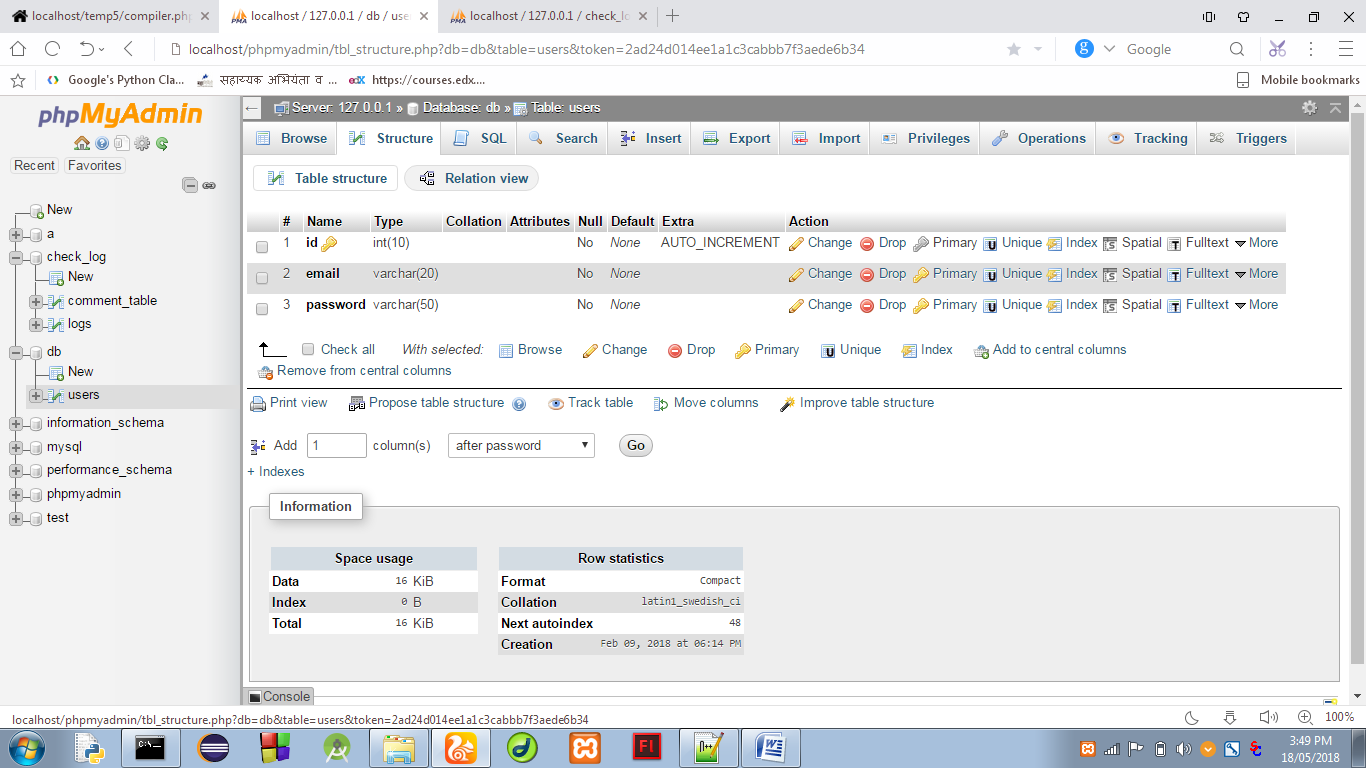 localhost/temp5/compiler.php
localhost / 127.0.0.1 / db / use
localhost / 127.0.0.1 / check_lo
localhost/phpmyadmin/tbl_structure.php?db=db&table=users&token=2ad24d014ee1a1c3cabbb7f3aede6b34
Google
Google's Python Cla...
सहाय्यक अभियंता व ...
edX https://courses.edx....
Mobile bookmarks
phpMyAdmin
Recent Favorites
New
a
check_log
New
comment_table
logs
db
New
users
information_schema
mysql
performance_schema
phpmyadmin
test
Server: 127.0.0.1 » Database: db » Table: users
Browse Structure SQL Search Insert Export Import Privileges Operations Tracking Triggers
Table structure Relation view
# Name Type Collation Attributes Null Default Extra Action
1 id int(10) No None AUTO_INCREMENT Change Drop Primary Unique Index Spatial Fulltext More
2 email varchar(20) No None Change Drop Primary Unique Index Spatial Fulltext More
3 password varchar(50) No None Change Drop Primary Unique Index Spatial Fulltext More
Check all With selected: Browse Change Drop Primary Unique Index Add to central columns
Remove from central columns
Print view Propose table structure Track table Move columns Improve table structure
Add 1 column(s) after password Go
+ Indexes
Information
Space usage
Data 16 KiB
Index 0 B
Total 16 KiB
Row statistics
Format Compact
Collation latin1_swedish_ci
Next autoindex 48
Creation Feb 09, 2018 at 06:14 PM
Console
localhost/phpmyadmin/tbl_structure.php?db=db&table=users&token=2ad24d014ee1a1c3cabbb7f3aede6b34
100%
3:49 PM
18/05/2018